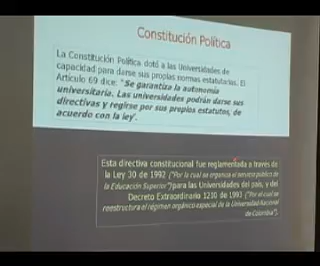 Constitución Política
La Constitución Política dotó a las Universidades de
capacidad para darse sus propias normas estatutarias. El
Artículo 69 dice: "Se garantiza la autonomía
universitaria. Las universidades podrán darse sus
directivas y regirse por sus propios estatutos, de
acuerdo con la ley".
Esta directiva constitucional fue reglamentada a través de
la Ley 30 de 1992 ("Por la cual se organiza el servicio público de
la Educación Superior") para las Universidades del país, y del
Decreto Extraordinario 1210 de 1993 ("Por el cual se
reestructura el régimen orgánico especial de la Universidad Nacional
de Colombia").